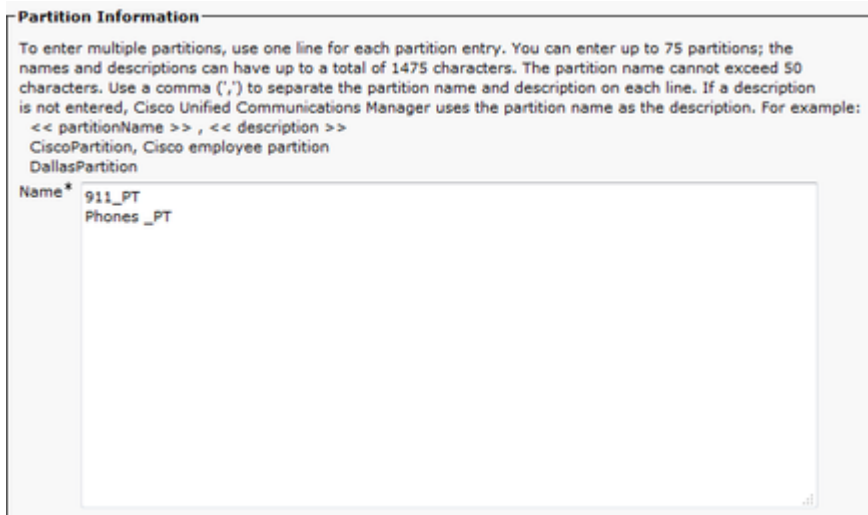 Partition Information
To enter multiple partitions, use one line for each partition entry. You can enter up to 75 partitions; the
names and descriptions can have up to a total of 1475 characters. The partition name cannot exceed 50
characters. Use a comma (',') to separate the partition name and description on each line. If a description
is not entered, Cisco Unified Communications Manager uses the partition name as the description. For example:
<< partitionName >> , << description >>
CiscoPartition, Cisco employee partition
DallasPartition
Name* 911_PT
Phones _PT